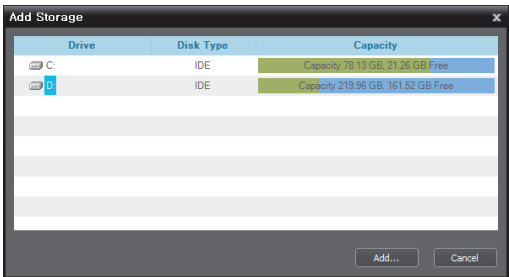 Add Storage x
Drive Disk Type Capacity
C: IDE Capacity 78.13 GB, 21.26 GB Free
D: IDE Capacity 219.96 GB, 161.52 GB Free
Add... Cancel